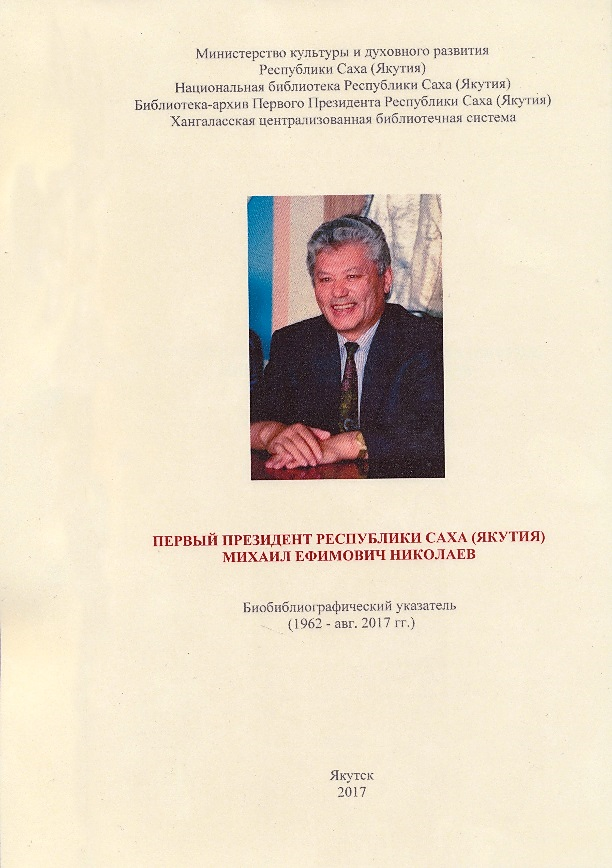 Министерство культуры и духовного развития
Республики Саха (Якутия)
Национальная библиотека Республики Саха (Якутия)
Библиотека-архив Первого Президента Республики Саха (Якутия)
Хангаласская централизованная библиотечная система
ПЕРВЫЙ ПРЕЗИДЕНТ РЕСПУБЛИКИ САХА (ЯКУТИЯ)
МИХАИЛ ЕФИМОВИЧ НИКОЛАЕВ
Биобиблиографический указатель
(1962 - авг. 2017 гг.)
Якутск
2017